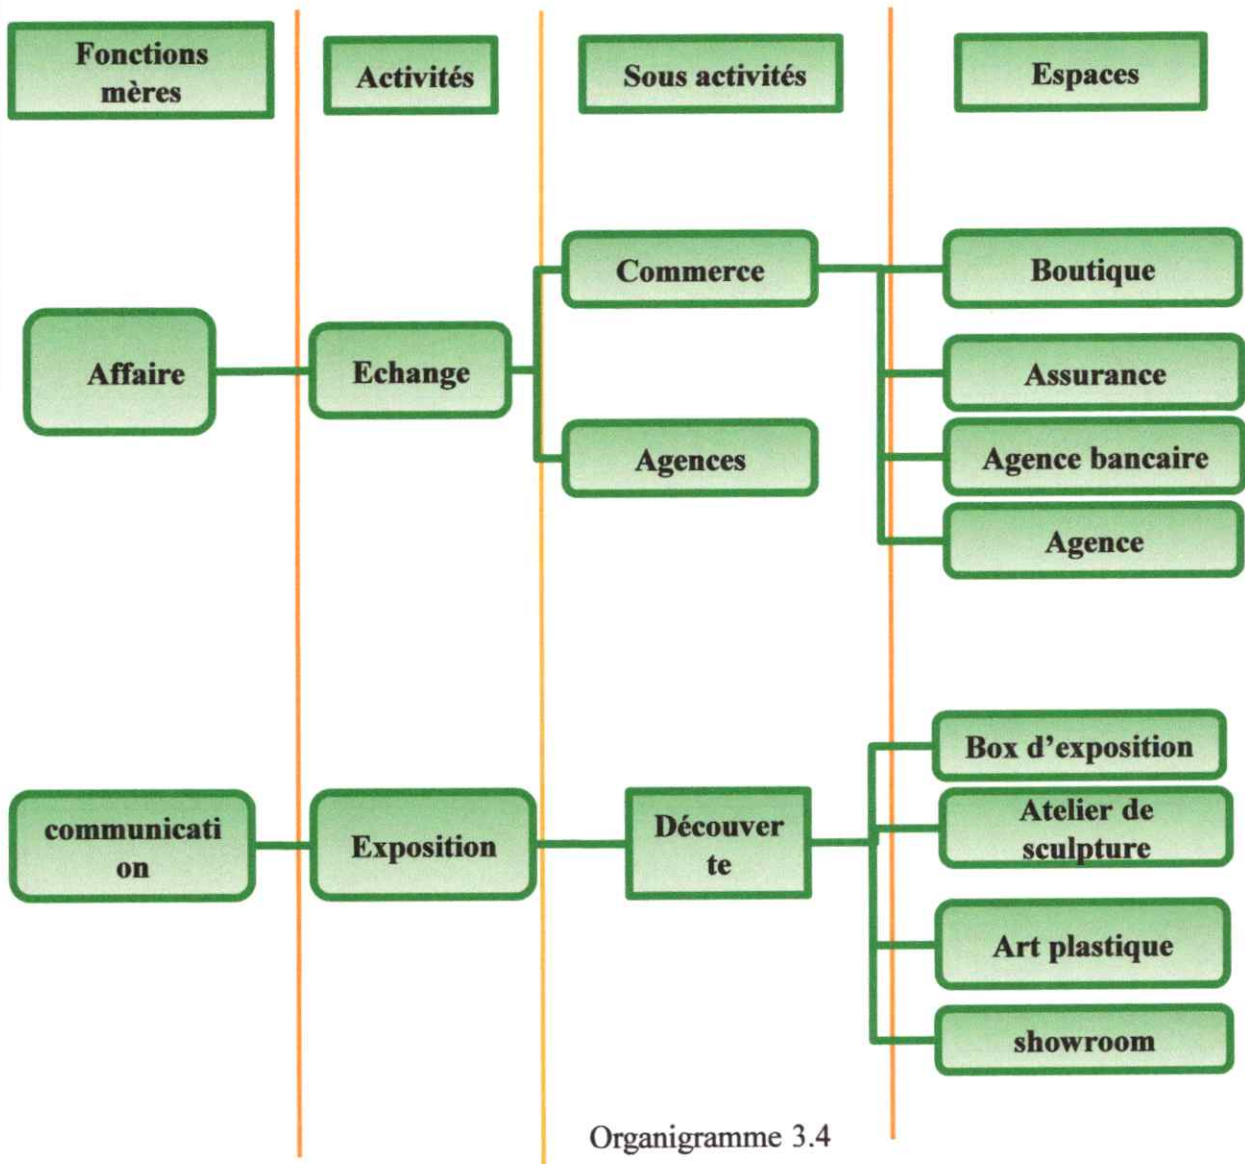 Fonctions
mères
Activités
Sous activités
Espaces
Commerce
Boutique
Affaire
Echange
Assurance
Agences
Agence bancaire
Agence
Box d’exposition
communicati
on
Exposition
Découver
te
Atelier de
sculpture
Art plastique
showroom
Organigramme 3.4